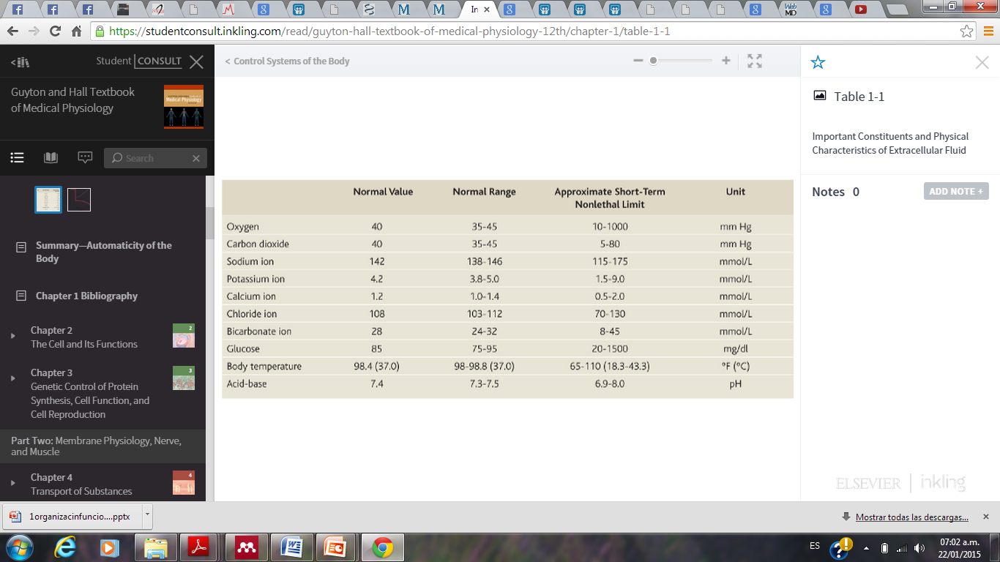 In
Web
MD
https://studentconsult.inkling.com/read/guyton-hall-textbook-of-medical-physiology-12th/chapter-1/table-1-1
Student CONSULT
Guyton and Hall Textbook
of Medical Physiology
Medical Physiology
Search
Summary—Automaticity of the
Body
Chapter 1 Bibliography
Chapter 2
The Cell and Its Functions
2
Chapter 3
Genetic Control of Protein
Synthesis, Cell Function, and
Cell Reproduction
3
Part Two: Membrane Physiology, Nerve,
and Muscle
Chapter 4
Transport of Substances
4
< Control Systems of the Body
Normal Value Normal Range Approximate Short-Term Unit
Nonlethal Limit
Oxygen 40 35-45 10-1000 mm Hg
Carbon dioxide 40 35-45 5-80 mm Hg
Sodium ion 142 138-146 115-175 mmol/L
Potassium ion 4.2 3.8-5.0 1.5-9.0 mmol/L
Calcium ion 1.2 1.0-1.4 0.5-2.0 mmol/L
Chloride ion 108 103-112 70-130 mmol/L
Bicarbonate ion 28 24-32 8-45 mmol/L
Glucose 85 75-95 20-1500 mg/dl
Body temperature 98.4 (37.0) 98-98.8 (37.0) 65-110 (18.3-43.3) ºF (ºC)
Acid-base 7.4 7.3-7.5 6.9-8.0 pH
Table 1-1
Important Constituents and Physical
Characteristics of Extracellular Fluid
Notes 0 ADD NOTE +
ELSEVIER | inkling
1organizacinfuncio....pptx
Mostrar todas las descargas...
ES
07:02 a.m.
22/01/2015